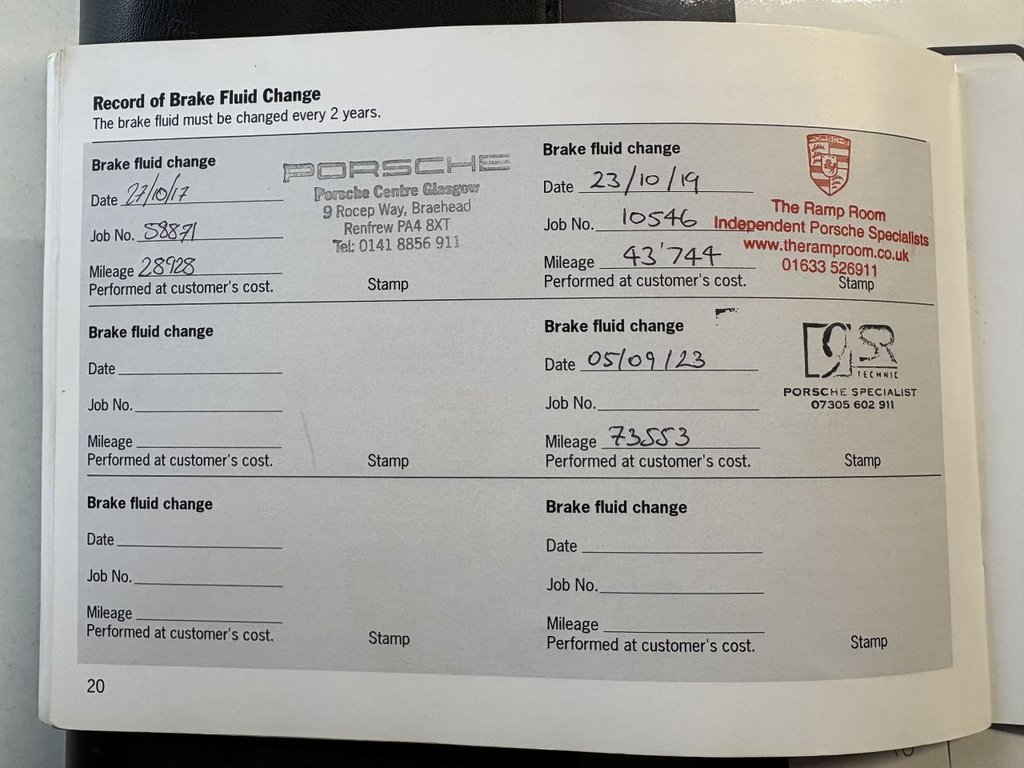 Record of Brake Fluid Change
The brake fluid must be changed every 2 years.
Brake fluid change
Date 27/10/17
Job No. 58871
Mileage 28928
Performed at customer's cost.
PORSCHE
Porsche Centre Glasgow
9 Rocep Way, Braehead
Renfrew PA4 8XT
Tel: 0141 8856 911
Stamp
Brake fluid change
Date 23/10/19
Job No. 10546
Mileage 43'744
Performed at customer's cost.
PORSCHE
The Ramp Room
Independent Porsche Specialists
www.theramproom.co.uk
01633 526911
Stamp
Brake fluid change
Date
Job No.
Mileage
Performed at customer's cost.
Stamp
Brake fluid change
Date 05/09/23
Job No.
Mileage 73553
Performed at customer's cost.
SR
TECHNIC
PORSCHE SPECIALIST
07305 602 911
Stamp
Brake fluid change
Date
Job No.
Mileage
Performed at customer's cost.
Stamp
Brake fluid change
Date
Job No.
Mileage
Performed at customer's cost.
Stamp
20